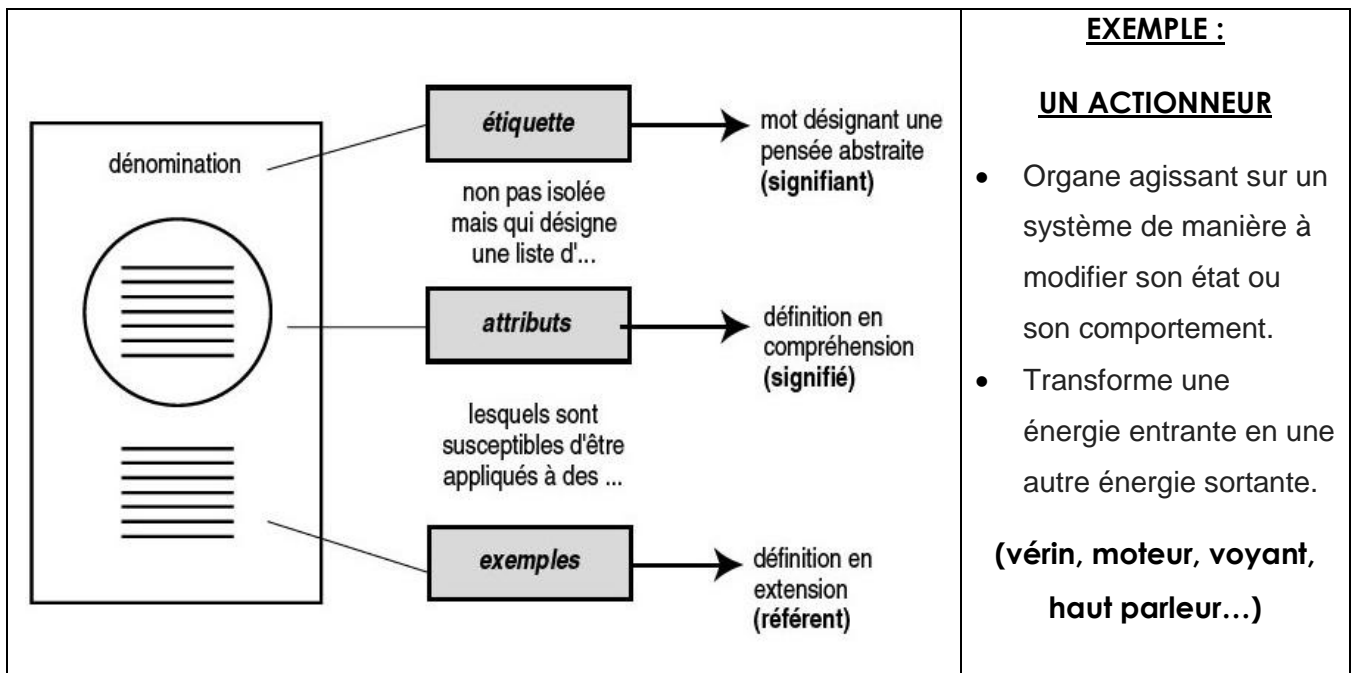 dénomination
étiquette
mot désignant une
pensée abstraite
(signifiant)
non pas isolée
mais qui désigne
une liste d'...
attributs
définition en
compréhension
(signifié)
lesquels sont
susceptibles d'être
appliqués à des ...
exemples
définition en
extension
(référent)
EXEMPLE :
UN ACTIONNEUR
• Organe agissant sur un
système de manière à
modifier son état ou
son comportement.
• Transforme une
énergie entrante en une
autre énergie sortante.
(vérin, moteur, voyant,
haut parleur…)